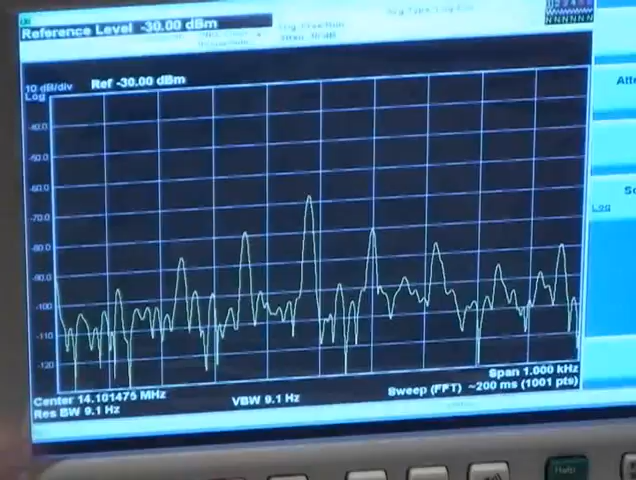 Reference Level -30.00 dBm
NNNNNN
10 dB/div
Log
Ref -30.00 dBm
-40.0
-50.0
-60.0
-70.0
-80.0
-90.0
-100
-110
-120
Log
Center 14.101475 MHz
Res BW 9.1 Hz
VBW 9.1 Hz
Span 1.000 kHz
Sweep (FFT) ~200 ms (1001 pts)
Help